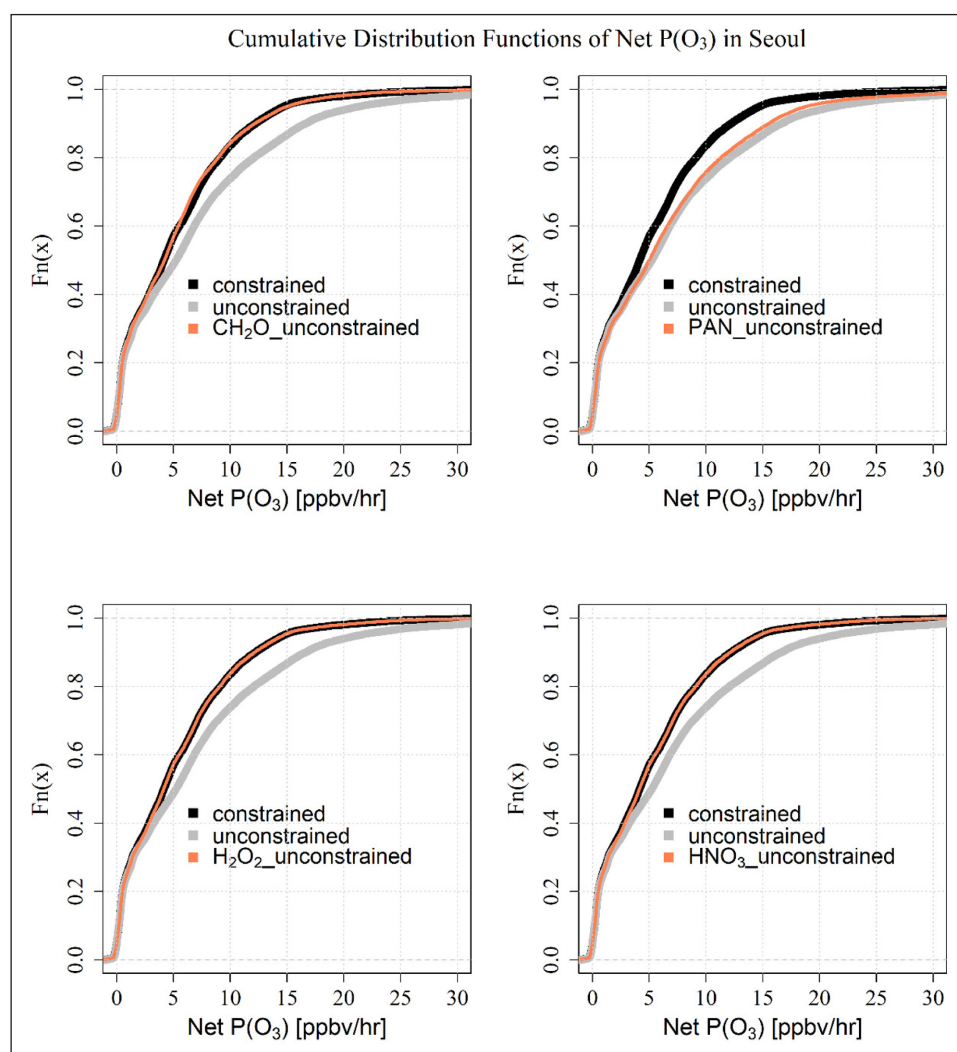 Cumulative Distribution Functions of Net P(O₃) in Seoul
Fn(x)
0.0 0.2 0.4 0.6 0.8 1.0
constrained
unconstrained
CH₂O_unconstrained
0 5 10 15 20 25 30
Net P(O₃) [ppbv/hr]
Fn(x)
0.0 0.2 0.4 0.6 0.8 1.0
constrained
unconstrained
PAN_unconstrained
0 5 10 15 20 25 30
Net P(O₃) [ppbv/hr]
Fn(x)
0.0 0.2 0.4 0.6 0.8 1.0
constrained
unconstrained
H₂O₂_unconstrained
0 5 10 15 20 25 30
Net P(O₃) [ppbv/hr]
Fn(x)
0.0 0.2 0.4 0.6 0.8 1.0
constrained
unconstrained
HNO₃_unconstrained
0 5 10 15 20 25 30
Net P(O₃) [ppbv/hr]